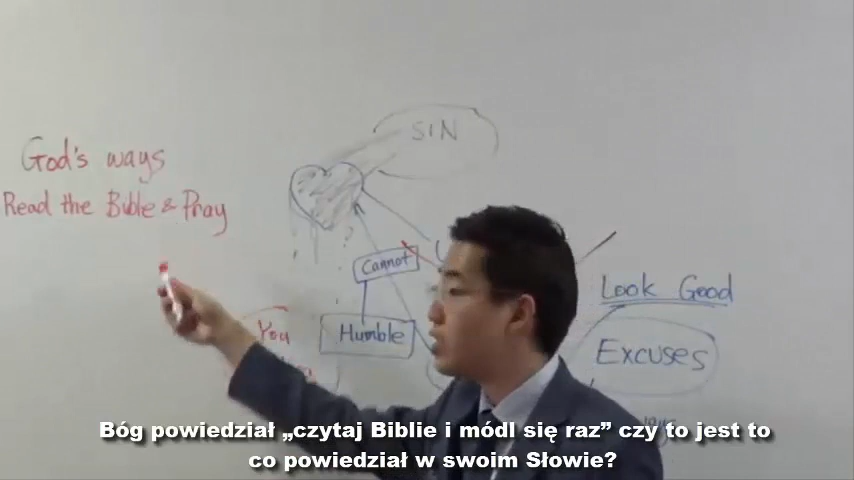 SIN
God's ways
Read the Bible & Pray
Cannot
Look Good
You
Humble
Excuses
Bóg powiedział „czytaj Biblie i módl się raz” czy to jest to
co powiedział w swoim Słowie?